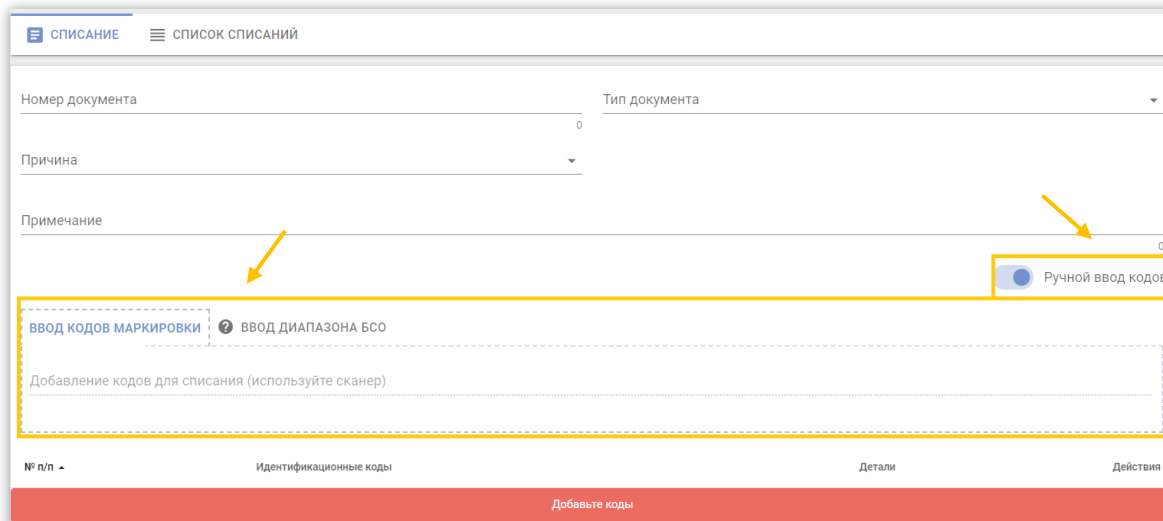 СПИСАНИЕ СПИСОК СПИСАНИЙ
Номер документа Тип документа
0
Причина
Примечание
0
Ручной ввод кодов
ВВОД КОДОВ МАРКИРОВКИ ? ВВОД ДИАПАЗОНА БСО
Добавление кодов для списания (используйте сканер)
№ п/п Идентификационные коды Детали Действия
Добавьте коды